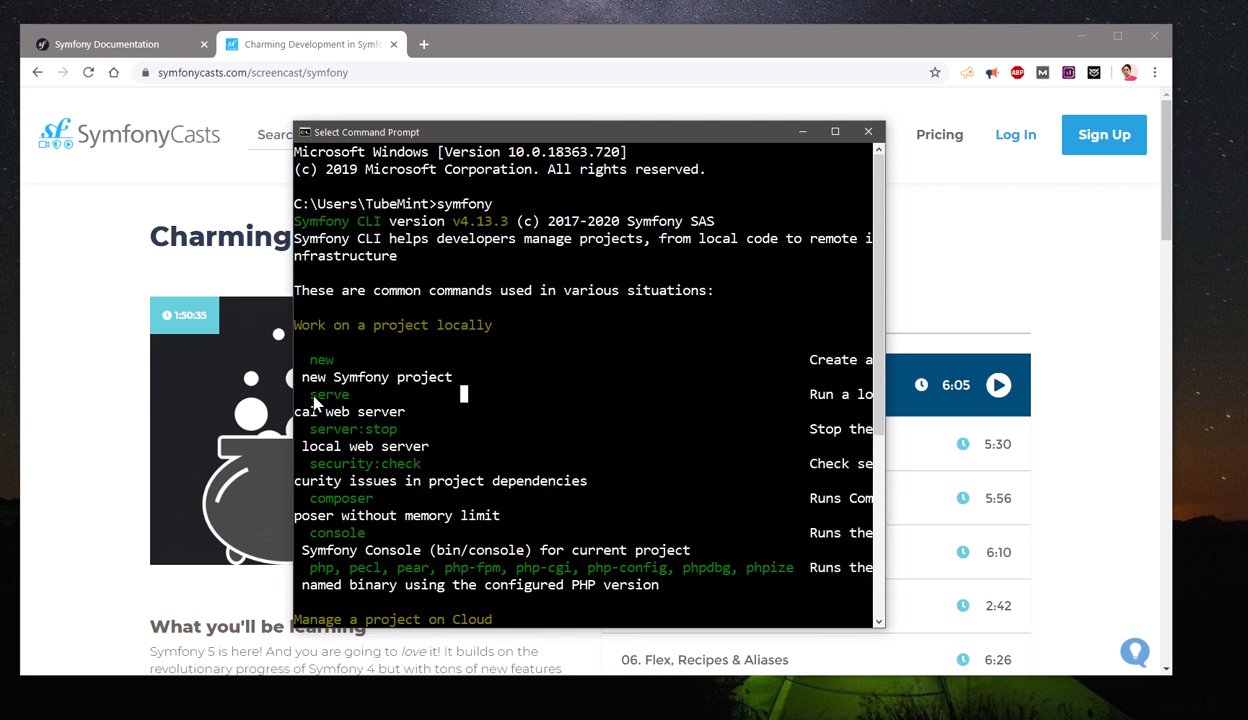 Symfony Documentation
Charming Development in Symf
symfonycasts.com/screencast/symfony
ABP
M
SymfonyCasts
Searc
Pricing
Log In
Sign Up
Select Command Prompt
Microsoft Windows [Version 10.0.18363.720]
(c) 2019 Microsoft Corporation. All rights reserved.
C:\Users\TubeMint>symfony
Symfony CLI version v4.13.3 (c) 2017-2020 Symfony SAS
Symfony CLI helps developers manage projects, from local code to remote i
nfrastructure
These are common commands used in various situations:
Work on a project locally
new Create a
new Symfony project
serve Run a lo
cal web server
server:stop Stop the
local web server
security:check Check se
curity issues in project dependencies
composer Runs Com
poser without memory limit
console Runs the
Symfony Console (bin/console) for current project
php, pecl, pear, php-fpm, php-cgi, php-config, phpdbg, phpize Runs the
named binary using the configured PHP version
Manage a project on Cloud
Charming
1:50:35
What you'll be learning
Symfony 5 is here! And you are going to love it! It builds on the
revolutionary progress of Symfony 4 but with tons of new features
6:05
5:30
5:56
6:10
2:42
06. Flex, Recipes & Aliases 6:26